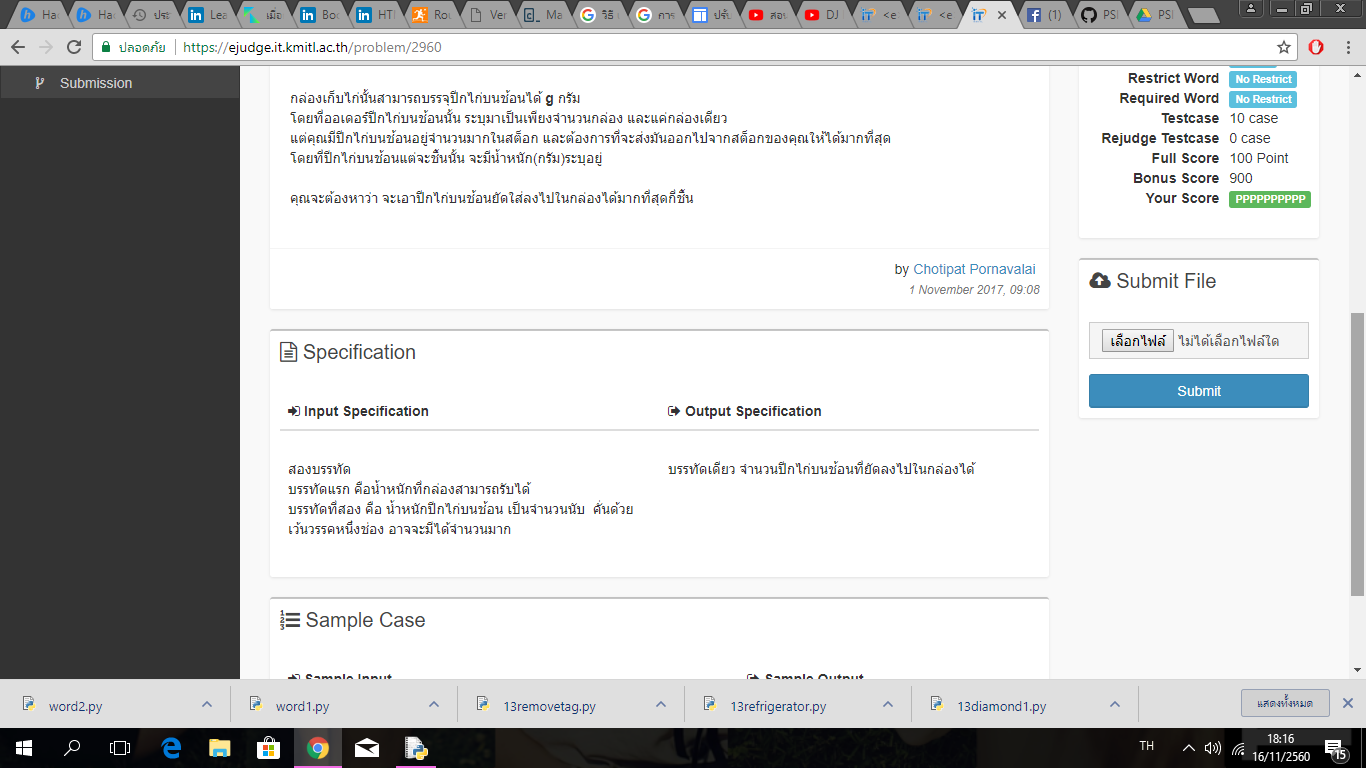 Ha
Ha
ประ
Lea
เมื่อ
Boo
HTI
Rou
Ver
Ma
วิธี
การ
ปรับ
สอน
DJ
<e
<e
(1)
PSI
PSI
ปลอดภัย
https://ejudge.it.kmitl.ac.th/problem/2960
Submission
กล่องเก็บไก่นั้นสามารถบรรจุปีกไก่บนช้อนได้ g กรัม
โดยที่ออเดอร์ปีกไก่บนช้อนนั้น ระบุมาเป็นเพียงจำนวนกล่อง และแค่กล่องเดียว
แต่คุณมีปีกไก่บนช้อนอยู่จำนวนมากในสต็อก และต้องการที่จะส่งมันออกไปจากสต็อกของคุณให้ได้มากที่สุด
โดยที่ปีกไก่บนช้อนแต่จะชิ้นนั้น จะมีน้ำหนัก(กรัม)ระบุอยู่
คุณจะต้องหาว่า จะเอาปีกไก่บนช้อนยัดใส่ลงไปในกล่องได้มากที่สุดกี่ชิ้น
by Chotipat Pornavalai
1 November 2017, 09:08
Restrict Word No Restrict
Required Word No Restrict
Testcase 10 case
Rejudge Testcase 0 case
Full Score 100 Point
Bonus Score 900
Your Score PPPPPPPPPP
Submit File
เลือกไฟล์ ไม่ได้เลือกไฟล์ใด
Submit
Specification
Input Specification
Output Specification
สองบรรทัด
บรรทัดแรก คือน้ำหนักที่กล่องสามารถรับได้
บรรทัดที่สอง คือ น้ำหนักปีกไก่บนช้อน เป็นจำนวนนับ คั่นด้วย
เว้นวรรคหนึ่งช่อง อาจจะมีได้จำนวนมาก
บรรทัดเดียว จำนวนปีกไก่บนช้อนที่ยัดลงไปในกล่องได้
Sample Case
Sample Input
Sample Output
word2.py
word1.py
13removetag.py
13refrigerator.py
13diamond1.py
แสดงทั้งหมด
TH
18:16
16/11/2560
15